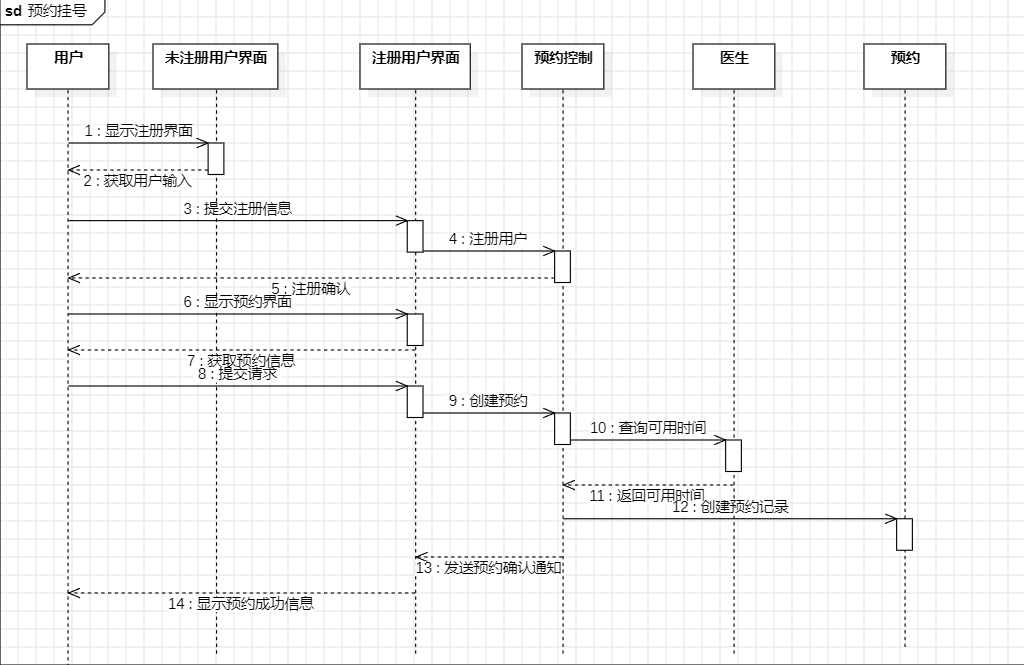 sd 预约挂号
用户 未注册用户界面 注册用户界面 预约控制 医生 预约
1 : 显示注册界面
2 : 获取用户输入
3 : 提交注册信息
4 : 注册用户
5 : 注册确认
6 : 显示预约界面
7 : 获取预约信息
8 : 提交请求
9 : 创建预约
10 : 查询可用时间
11 : 返回可用时间
12 : 创建预约记录
13 : 发送预约确认通知
14 : 显示预约成功信息